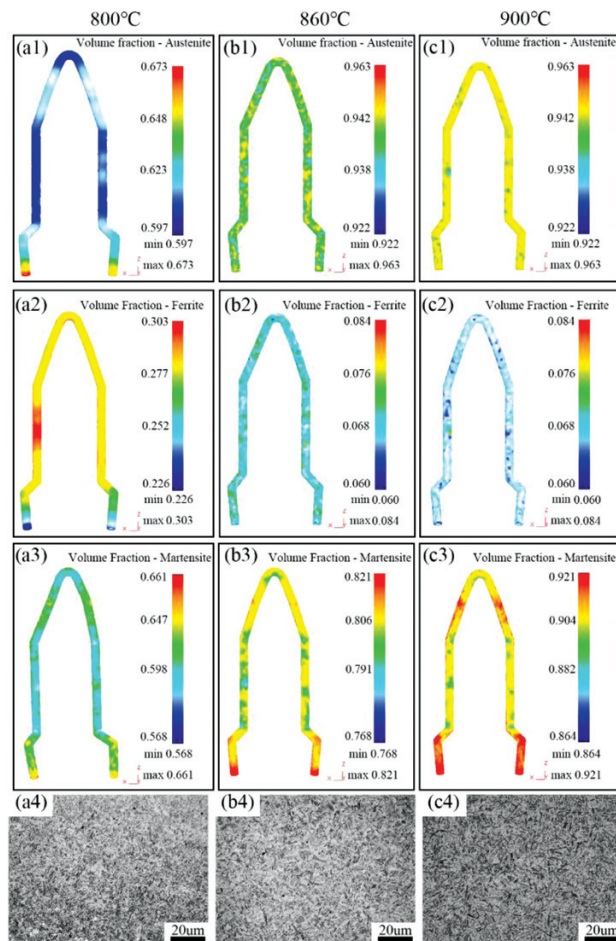 800℃
860℃
900℃
(a1) Volume fraction - Austenite
0.673
0.648
0.623
0.597
min 0.597
max 0.673
x z
(b1) Volume fraction - Austenite
0.963
0.942
0.938
0.922
min 0.922
max 0.963
x z
(c1) Volume fraction - Austenite
0.963
0.942
0.938
0.922
min 0.922
max 0.963
x z
(a2) Volume Fraction - Ferrite
0.303
0.277
0.252
0.226
min 0.226
max 0.303
x z
(b2) Volume Fraction - Ferrite
0.084
0.076
0.068
0.060
min 0.060
max 0.084
x z
(c2) Volume Fraction - Ferrite
0.084
0.076
0.068
0.060
min 0.060
max 0.084
x z
(a3) Volume Fraction - Martensite
0.661
0.647
0.598
0.568
min 0.568
max 0.661
x z
(b3) Volume Fraction - Martensite
0.821
0.806
0.791
0.768
min 0.768
max 0.821
x z
(c3) Volume Fraction - Martensite
0.921
0.904
0.882
0.864
min 0.864
max 0.921
x z
(a4)
20um
(b4)
20um
(c4)
20um